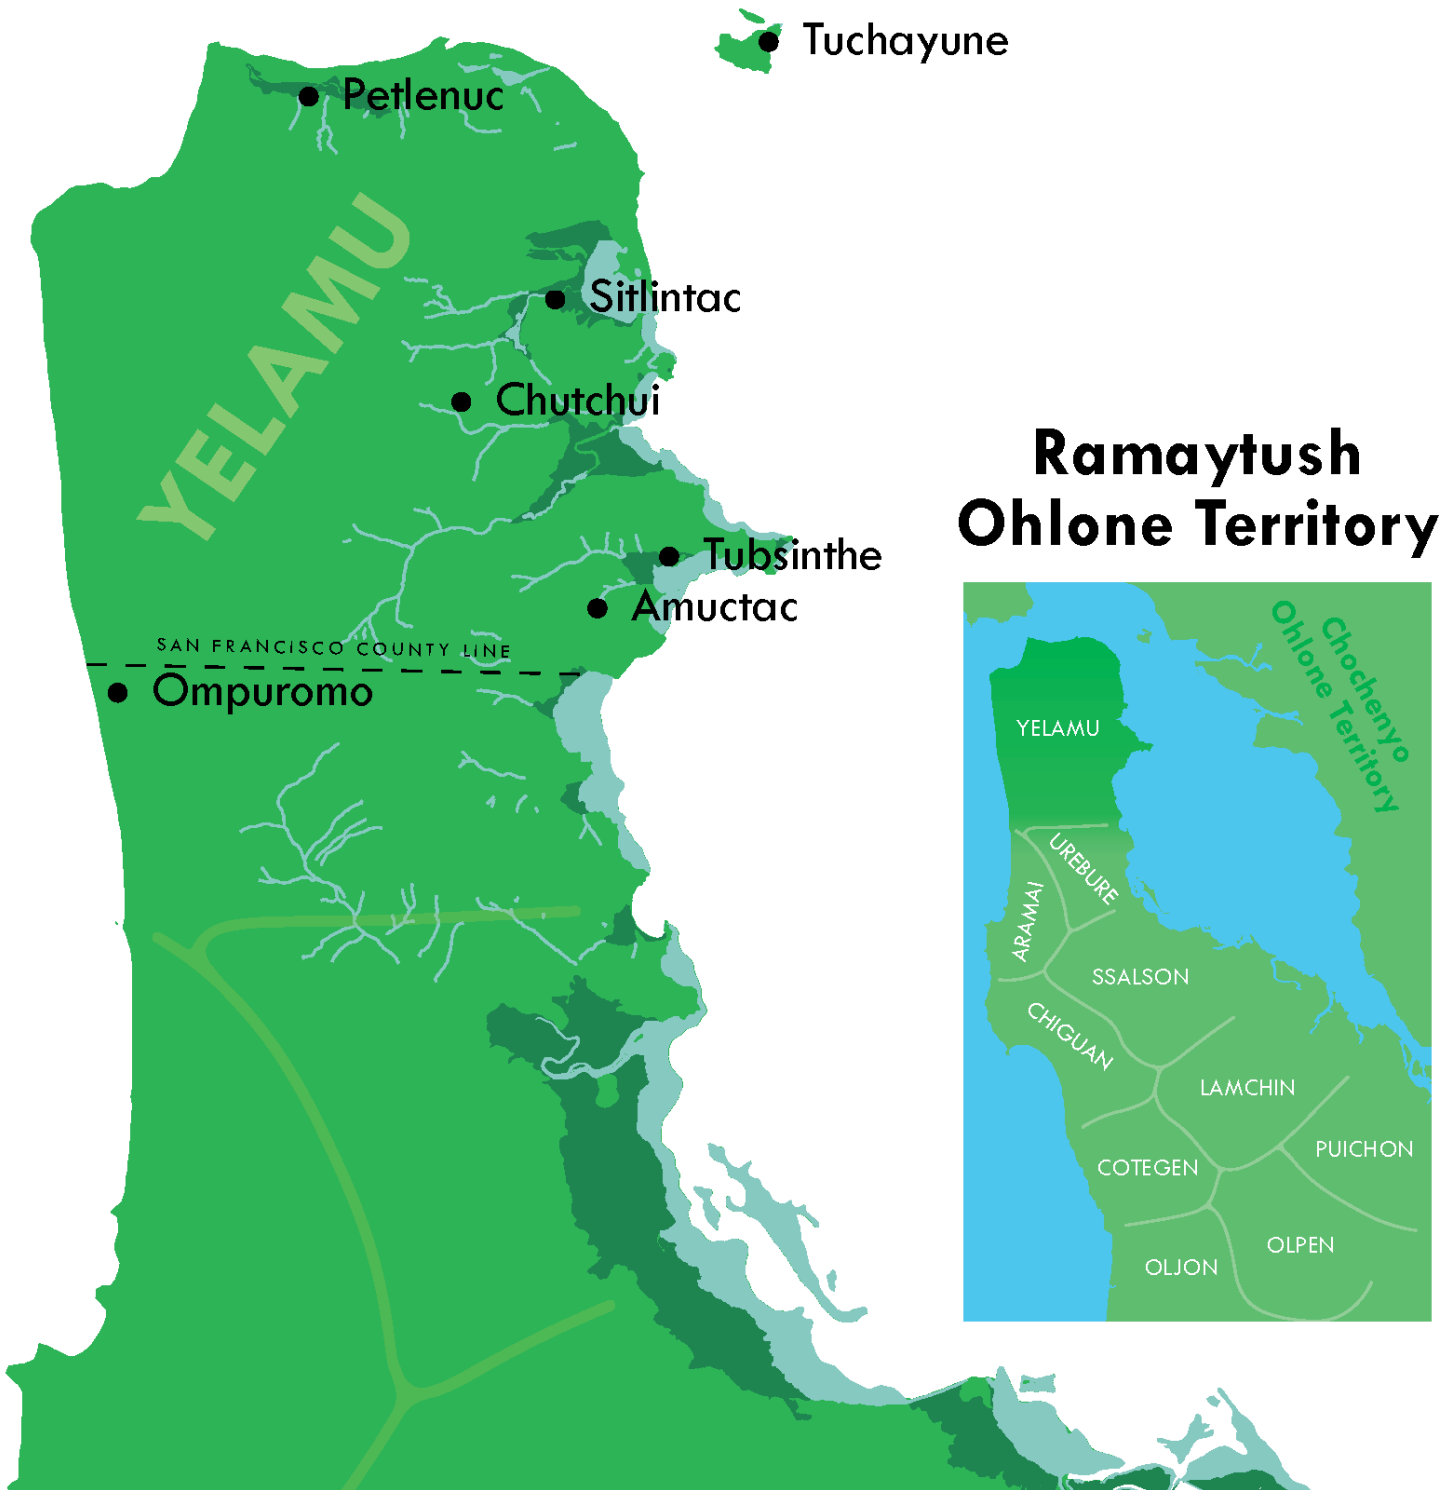 Tuchayune
Petlenuc
YELAMU
Sitlintac
Chutchui
Tubsinthe
Amuctac
SAN FRANCISCO COUNTY LINE
Ompuromo
Ramaytush
Ohlone Territory
Chochenyo
Ohlone Territory
YELAMU
UREBURE
ARAMAI
SSALSON
CHIGUAN
LAMCHIN
PUICHON
COTEGEN
OLPEN
OLJON